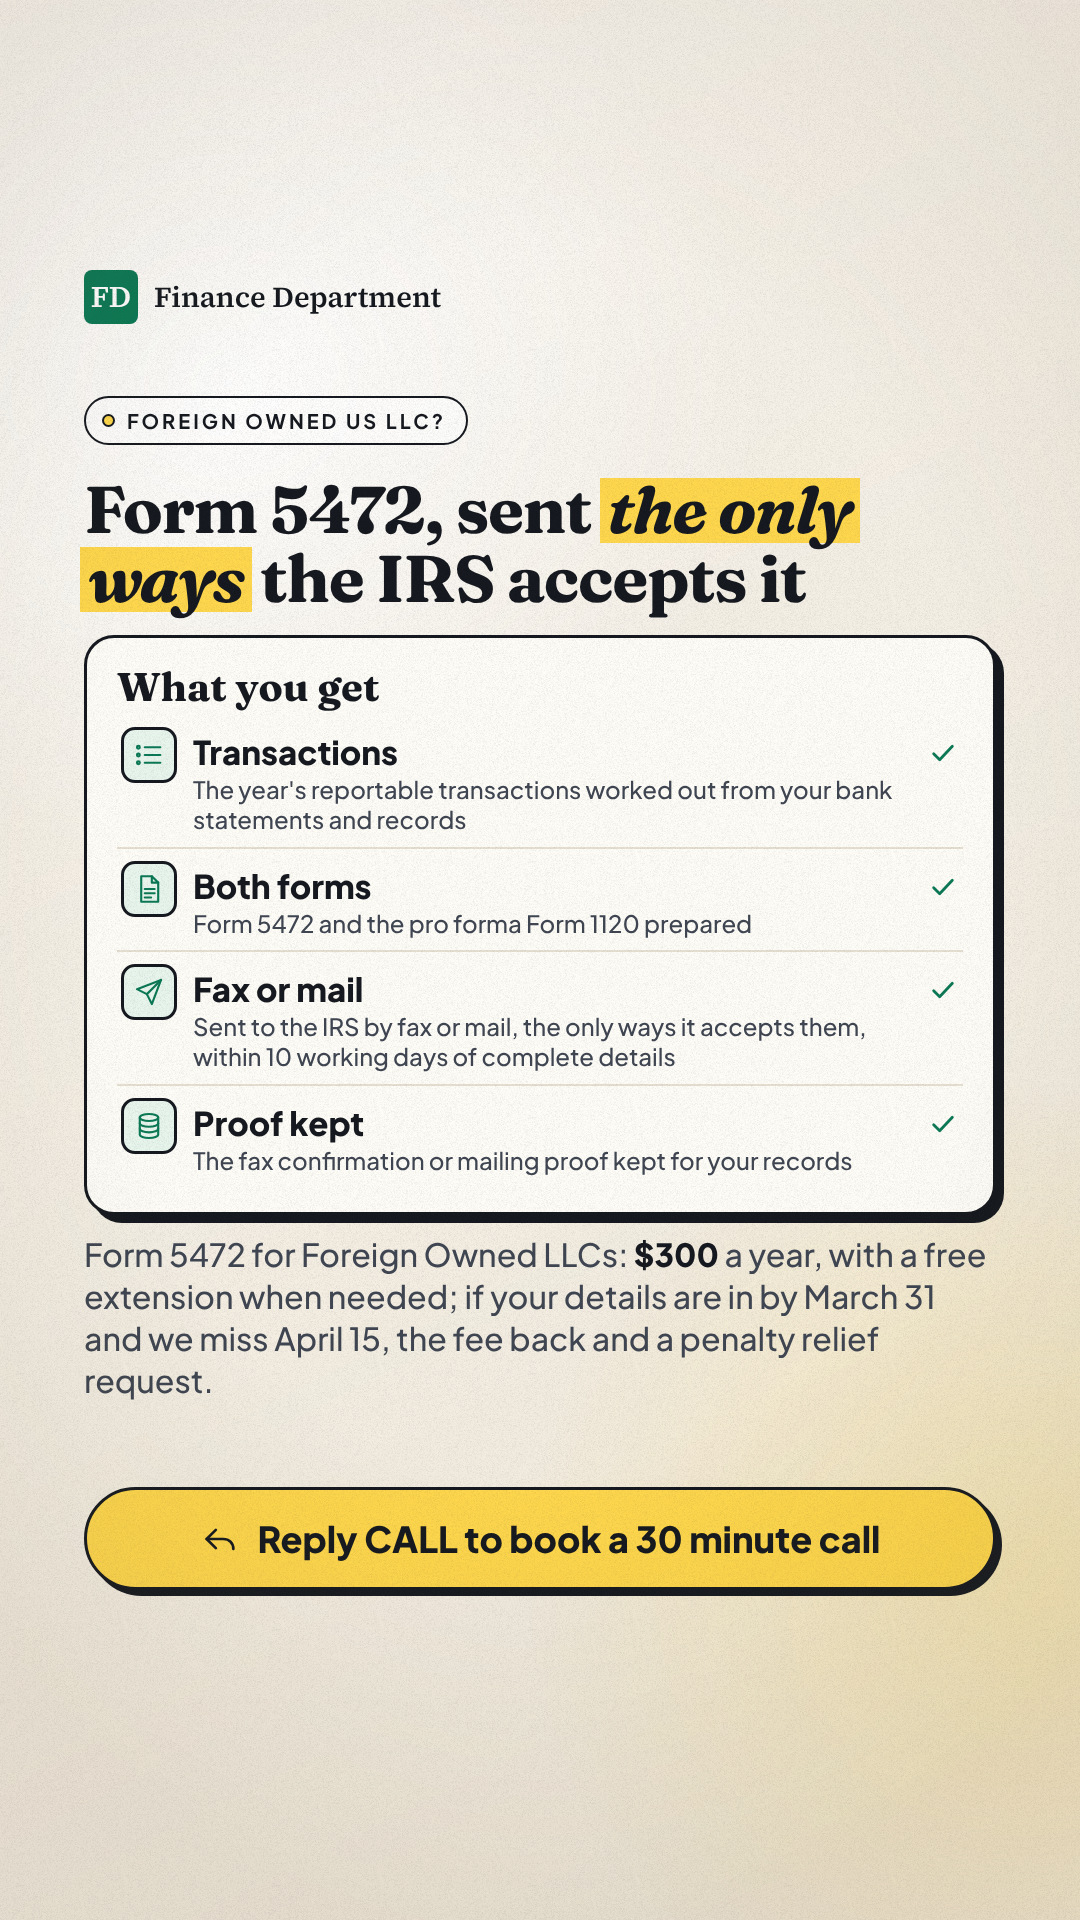 FD Finance Department
FOREIGN OWNED US LLC?
Form 5472, sent the only
ways the IRS accepts it
What you get
Transactions
The year's reportable transactions worked out from your bank
statements and records
Both forms
Form 5472 and the pro forma Form 1120 prepared
Fax or mail
Sent to the IRS by fax or mail, the only ways it accepts them,
within 10 working days of complete details
Proof kept
The fax confirmation or mailing proof kept for your records
Form 5472 for Foreign Owned LLCs: $300 a year, with a free
extension when needed; if your details are in by March 31
and we miss April 15, the fee back and a penalty relief
request.
Reply CALL to book a 30 minute call